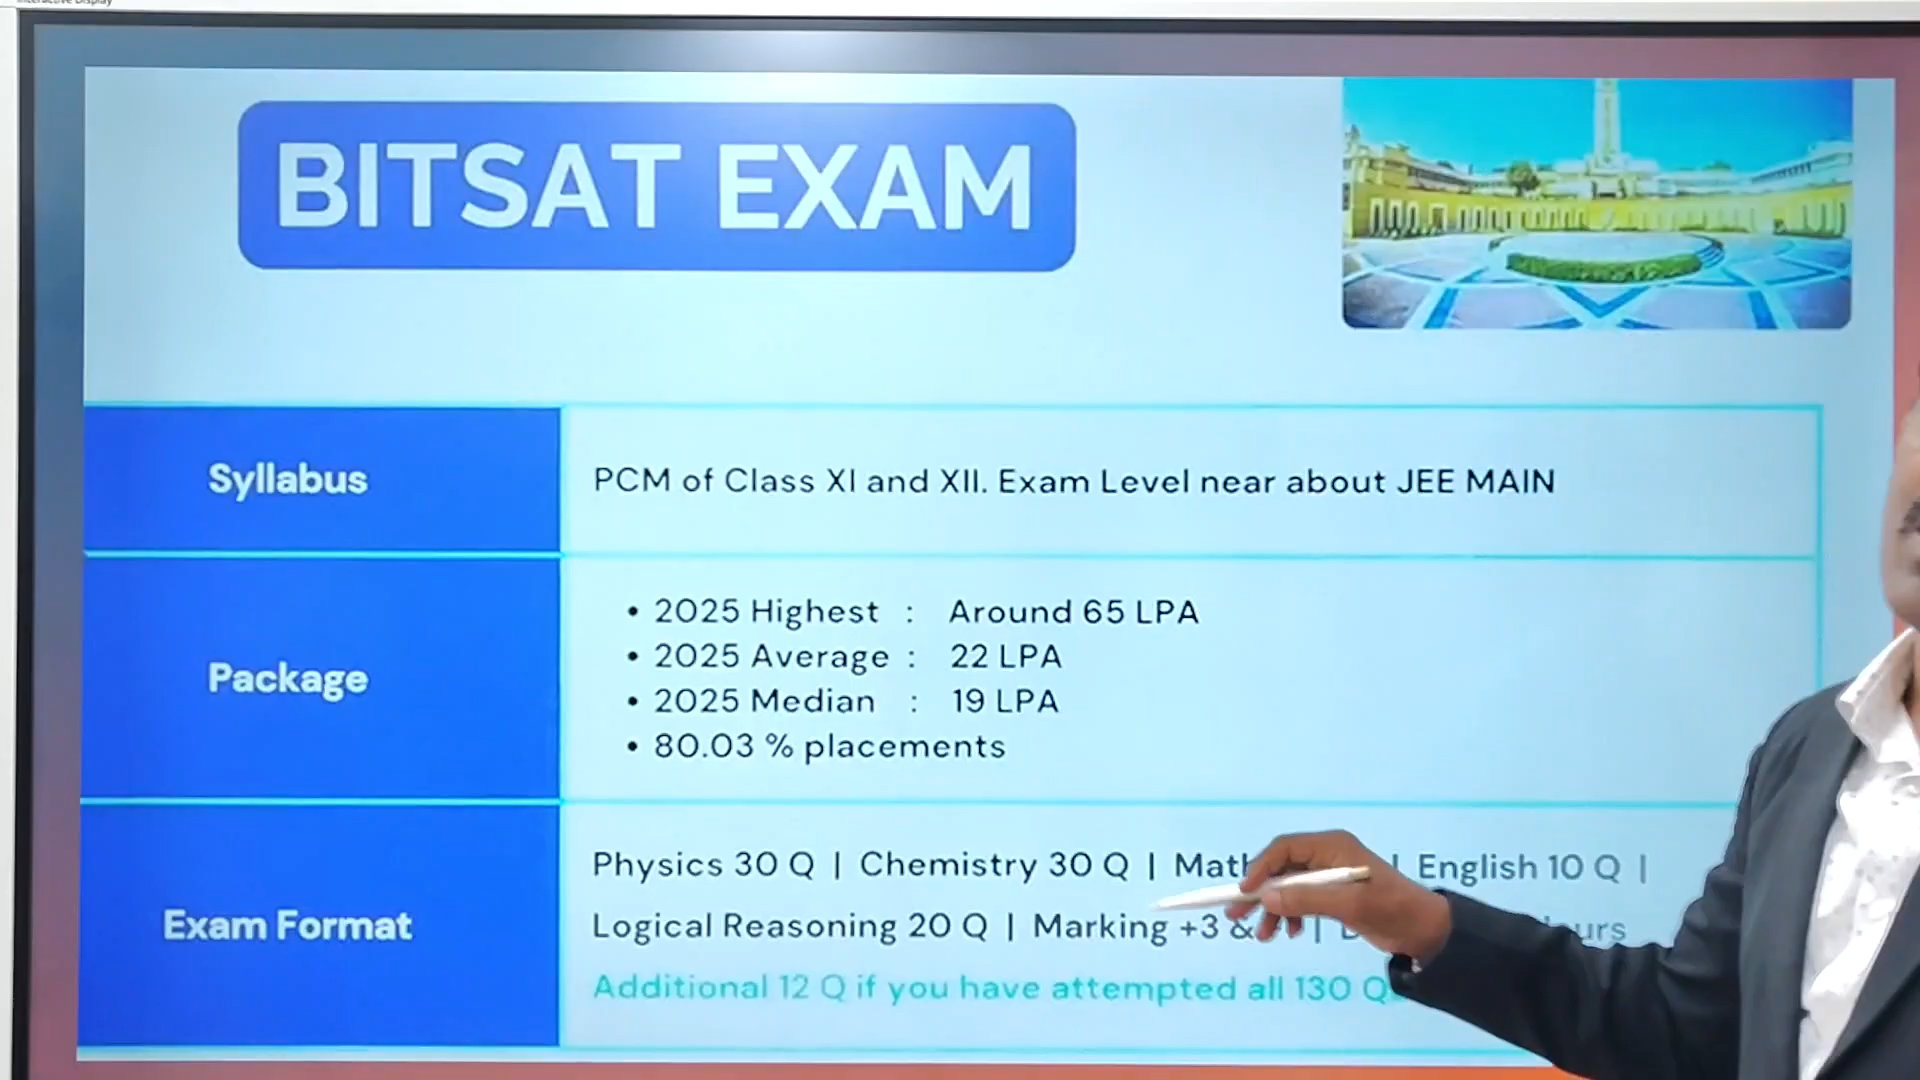 Interactive Display
BITSAT EXAM
Syllabus
PCM of Class XI and XII. Exam Level near about JEE MAIN
Package
• 2025 Highest : Around 65 LPA
• 2025 Average : 22 LPA
• 2025 Median : 19 LPA
• 80.03 % placements
Exam Format
Physics 30 Q | Chemistry 30 Q | English 10 Q |
Logical Reasoning 20 Q | Marking +3 & |
Additional 12 Q if you have attempted all 130 Q